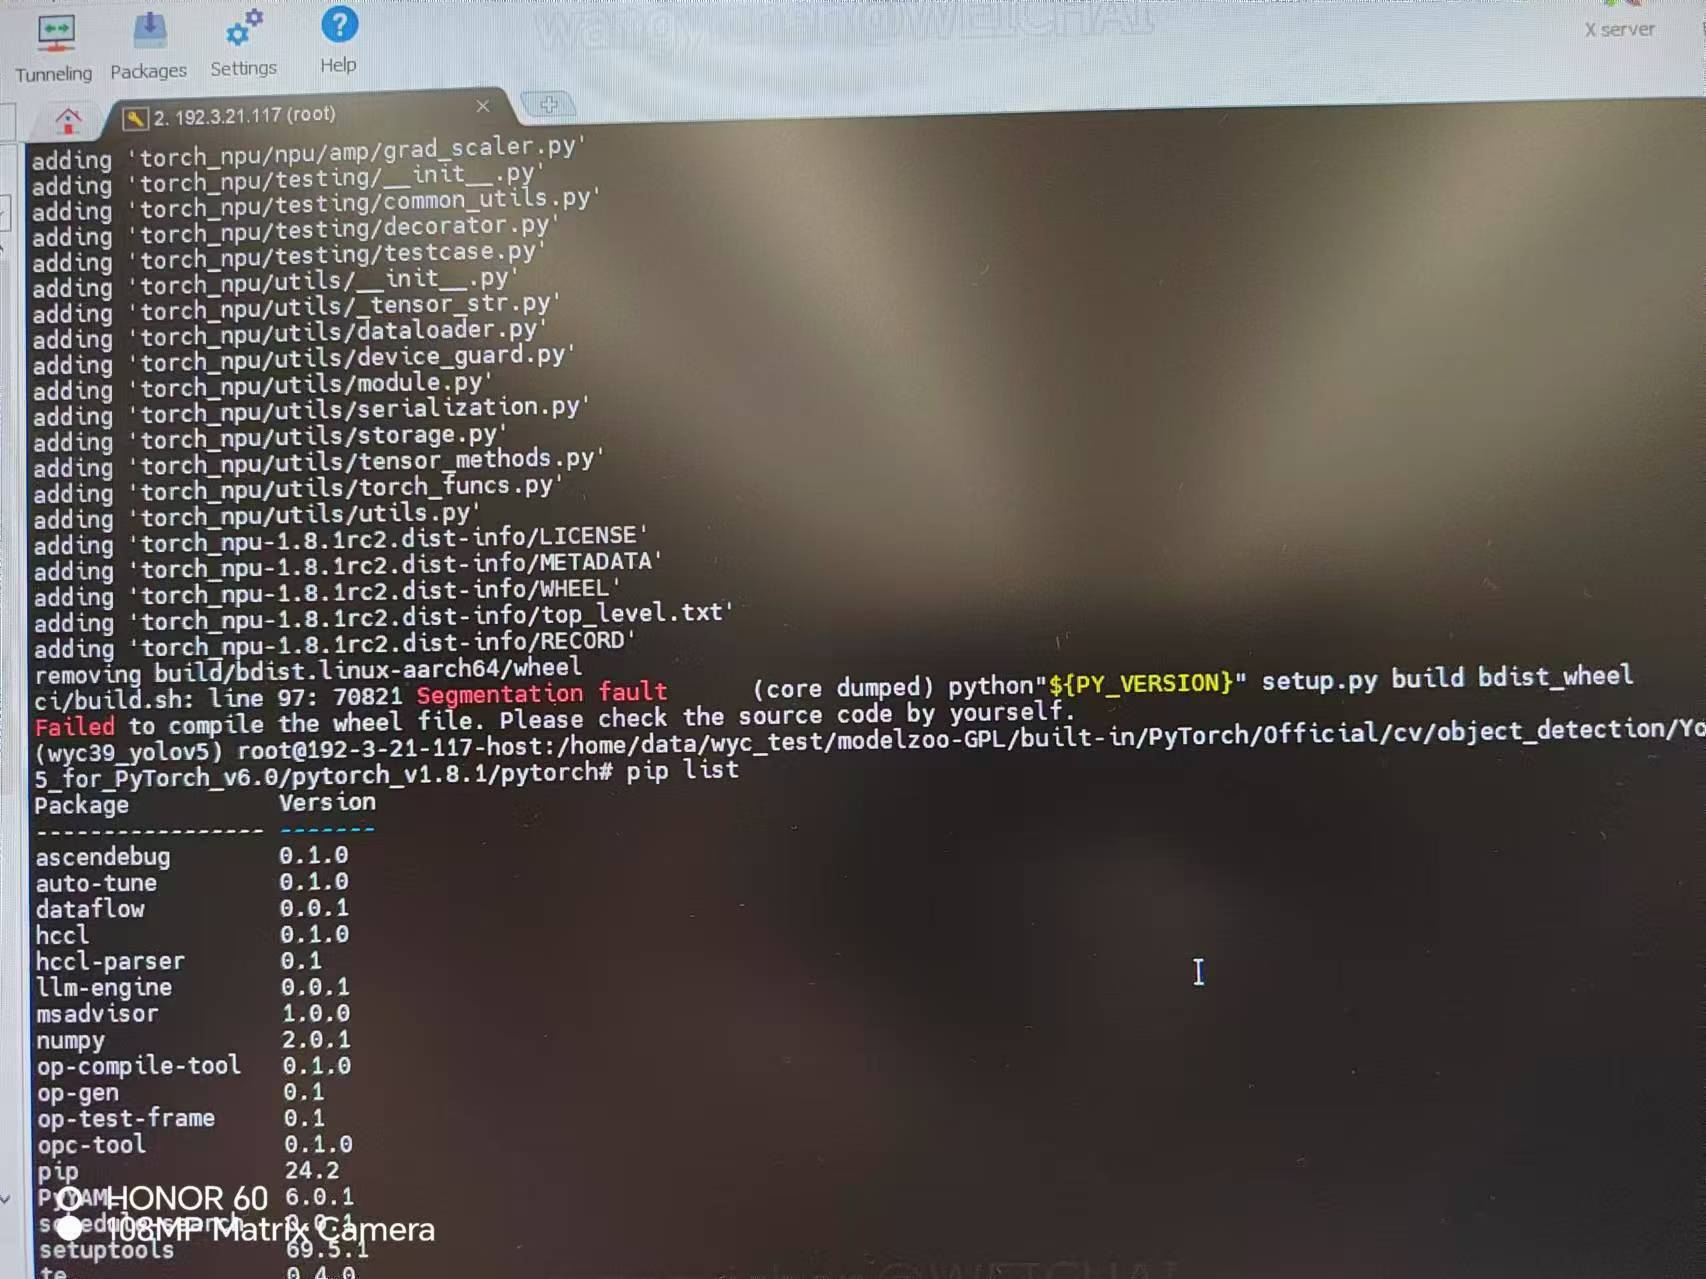 Tunneling Packages Settings Help
X server
2. 192.3.21.117 (root)
adding 'torch_npu/npu/amp/grad_scaler.py'
adding 'torch_npu/testing/__init__.py'
adding 'torch_npu/testing/common_utils.py'
adding 'torch_npu/testing/decorator.py'
adding 'torch_npu/testing/testcase.py'
adding 'torch_npu/utils/__init__.py'
adding 'torch_npu/utils/_tensor_str.py'
adding 'torch_npu/utils/dataloader.py'
adding 'torch_npu/utils/device_guard.py'
adding 'torch_npu/utils/module.py'
adding 'torch_npu/utils/serialization.py'
adding 'torch_npu/utils/storage.py'
adding 'torch_npu/utils/tensor_methods.py'
adding 'torch_npu/utils/torch_funcs.py'
adding 'torch_npu/utils/utils.py'
adding 'torch_npu-1.8.1rc2.dist-info/LICENSE'
adding 'torch_npu-1.8.1rc2.dist-info/METADATA'
adding 'torch_npu-1.8.1rc2.dist-info/WHEEL'
adding 'torch_npu-1.8.1rc2.dist-info/top_level.txt'
adding 'torch_npu-1.8.1rc2.dist-info/RECORD'
removing build/bdist.linux-aarch64/wheel
ci/build.sh: line 97: 70821 Segmentation fault (core dumped) python"${PY_VERSION}" setup.py build bdist_wheel
Failed to compile the wheel file. Please check the source code by yourself.
(wyc39_yolov5) root@192-3-21-117-host:/home/data/wyc_test/modelzoo-GPL/built-in/PyTorch/Official/cv/object_detection/Yo
5_for_PyTorch_v6.0/pytorch_v1.8.1/pytorch# pip list
Package Version
----------------- -------
ascendebug 0.1.0
auto-tune 0.1.0
dataflow 0.0.1
hccl 0.1.0
hccl-parser 0.1
llm-engine 0.0.1
msadvisor 1.0.0
numpy 2.0.1
op-compile-tool 0.1.0
op-gen 0.1
op-test-frame 0.1
opc-tool 0.1.0
pip 24.2
PyYAML 6.0.1
HONOR 60
schedule-search 0.0.1
108MP Matrix Camera
setuptools 69.5.1
te 0.4.0